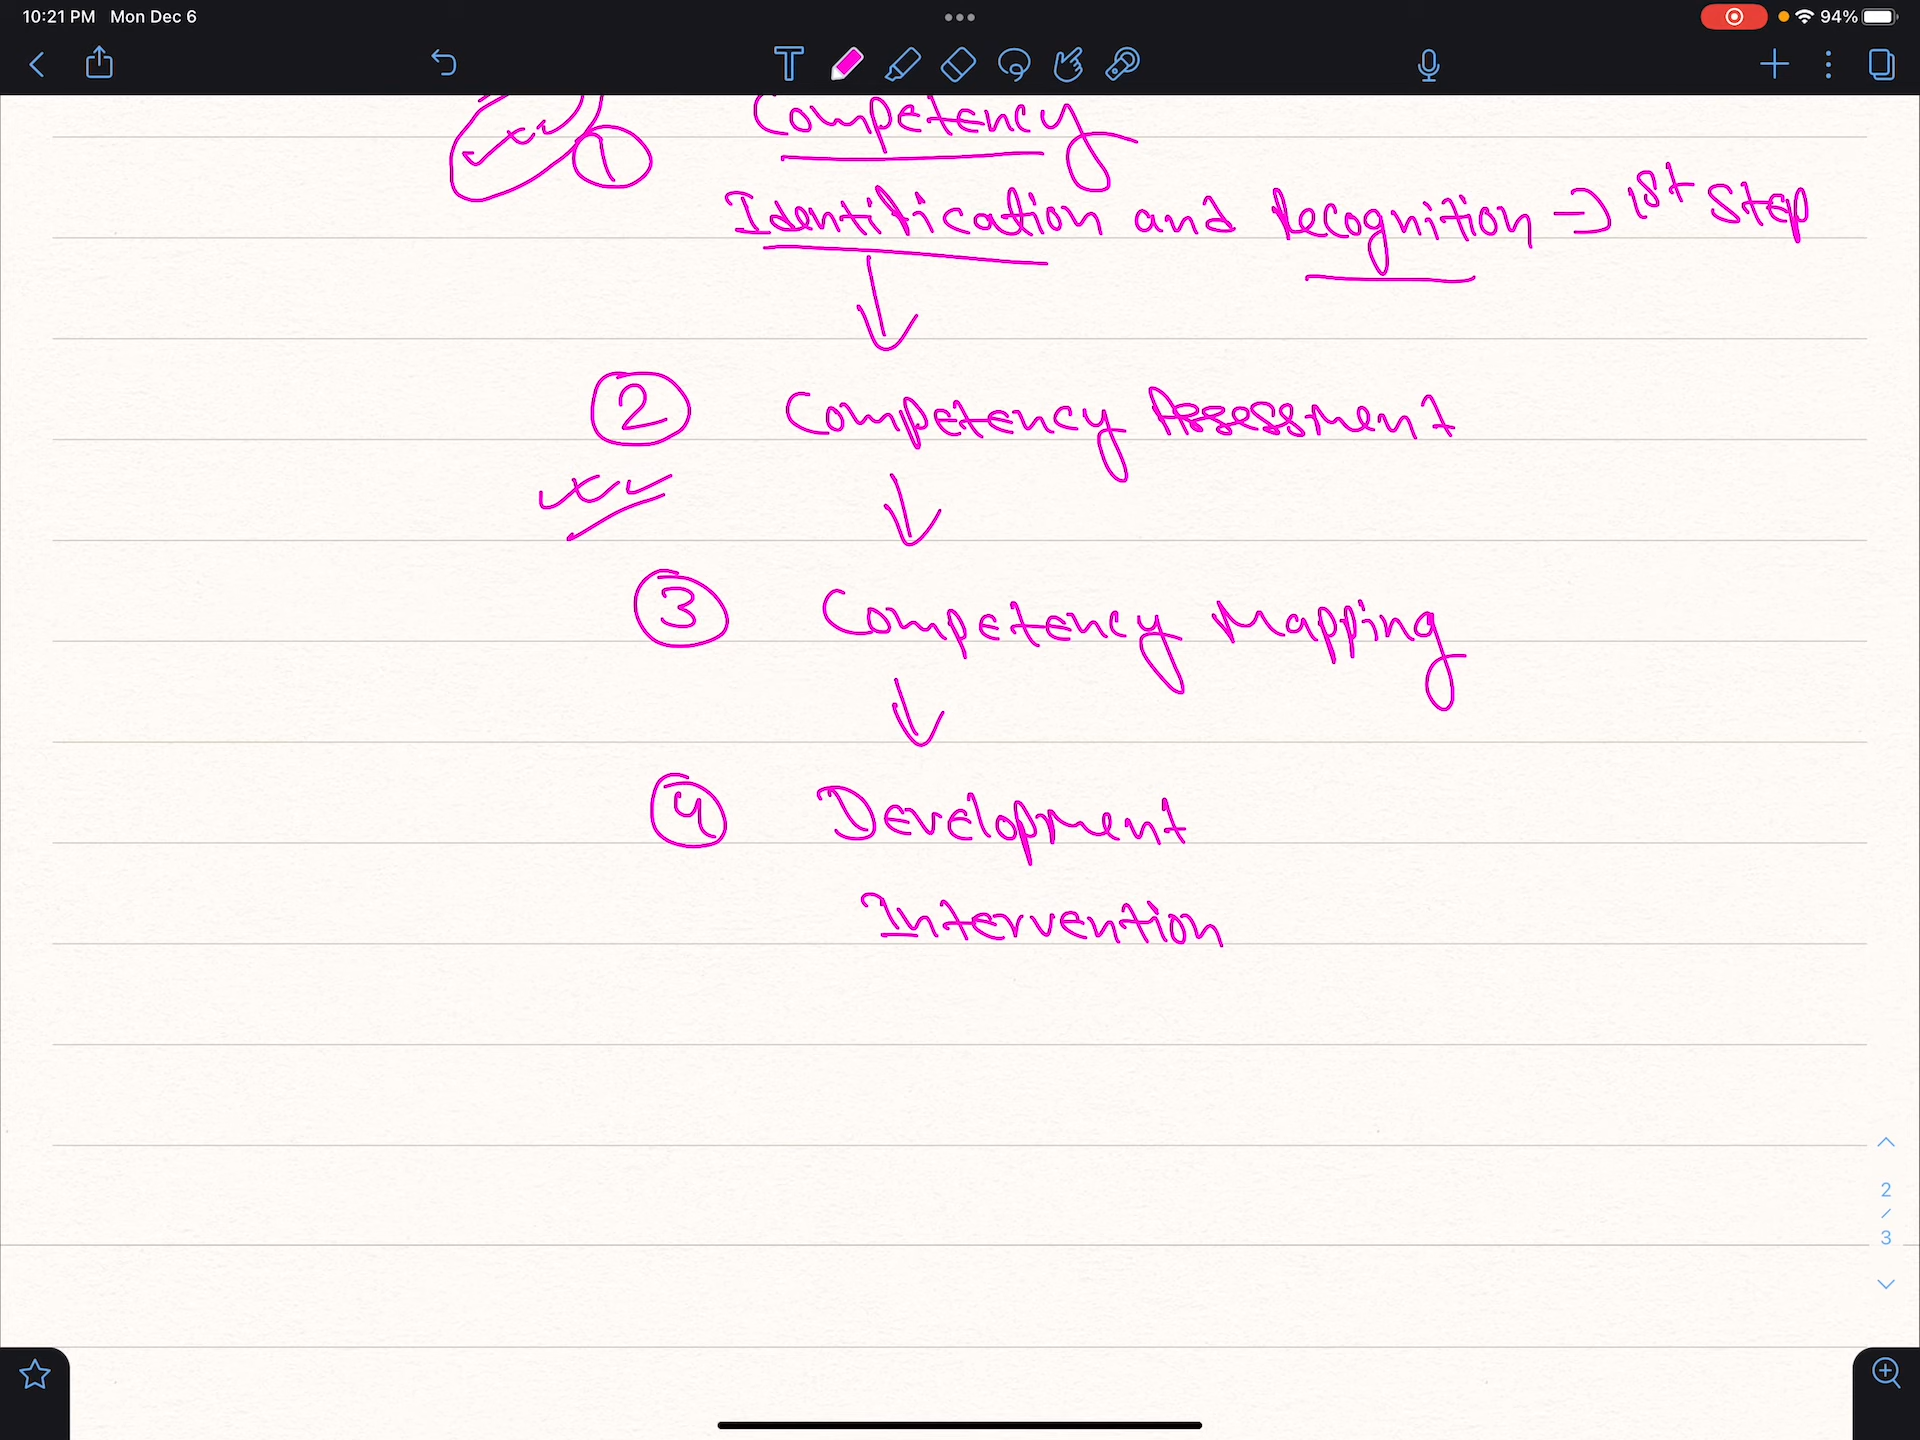 10:21 PM Mon Dec 6
94%
T
1 Competency
Identification and Recognition → 1st Step
2 Competency Assessment
3 Competency Mapping
4 Development
Intervention
2
/
3